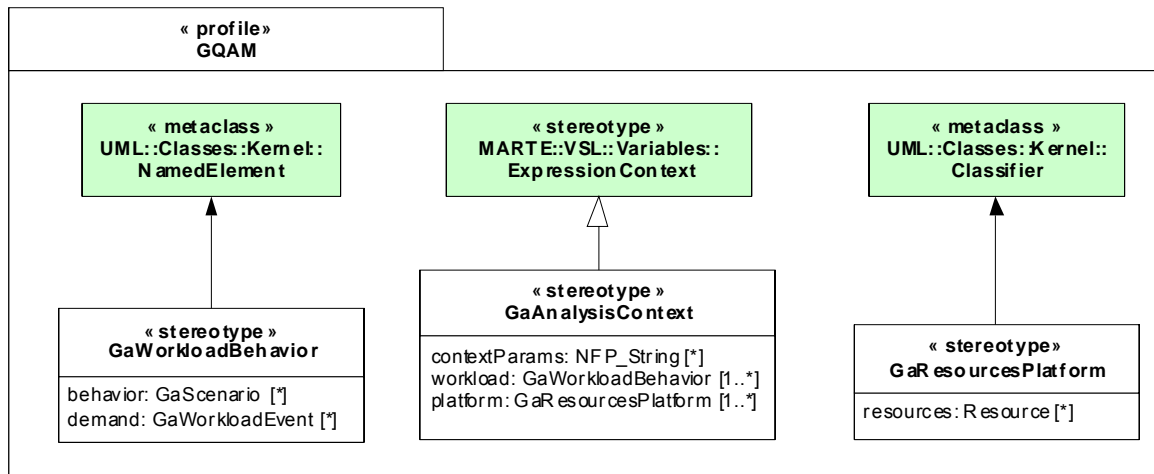 « profile»
GQAM
« metaclass »
UML::Classes::Kernel::
NamedElement
« stereotype »
MARTE::VSL::Variables::
ExpressionContext
« metaclass »
UML::Classes::Kernel::
Classifier
« stereotype »
GaWorkloadBehavior
behavior: GaScenario [*]
demand: GaWorkloadEvent [*]
« stereotype »
GaAnalysisContext
contextParams: NFP_String [*]
workload: GaWorkloadBehavior [1..*]
platform: GaResourcesPlatform [1..*]
« stereotype»
GaResourcesPlatform
resources: Resource [*]